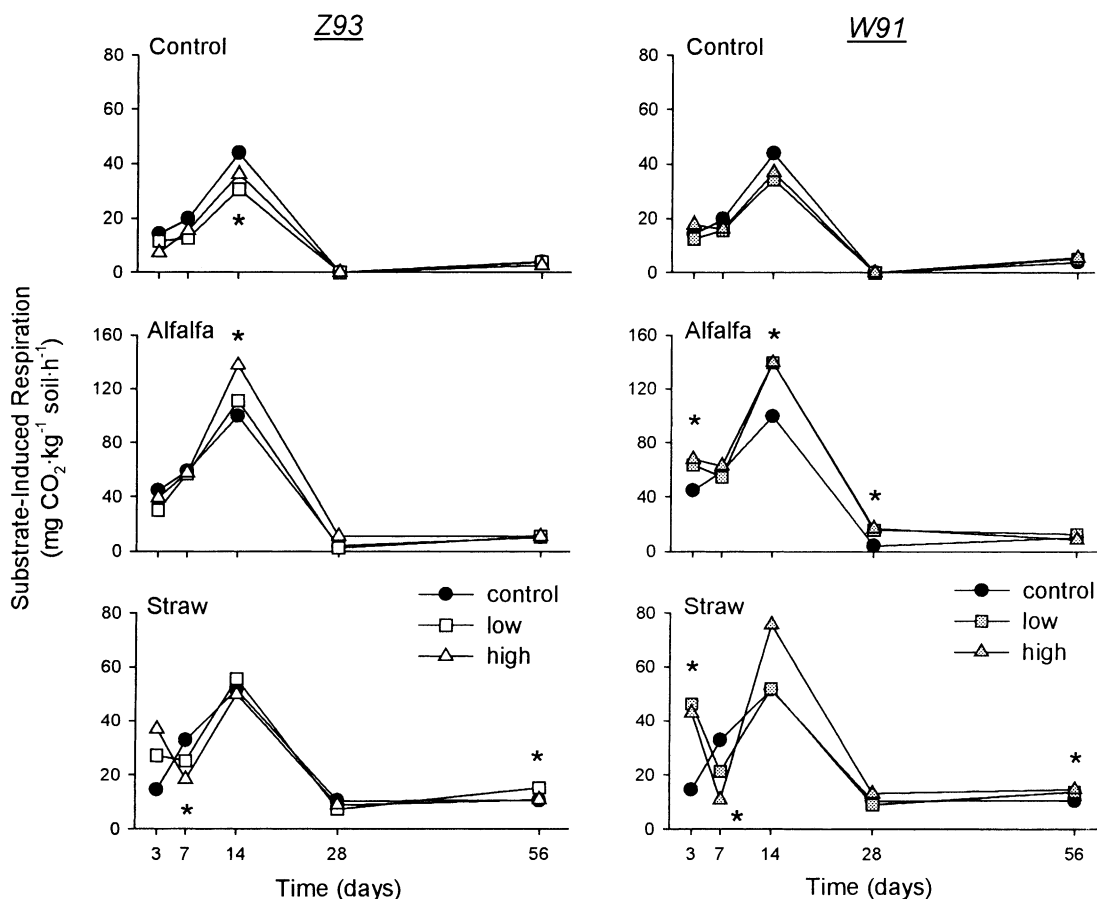 Z93
W91
Control
80
60
40
20
0
Control
80
60
40
20
0
*
Substrate-Induced Respiration
(mg CO₂·kg⁻¹ soil·h⁻¹)
Alfalfa
160
120
80
40
0
*
Alfalfa
160
120
80
40
0
*
*
*
Straw
80
60
40
20
0
control
low
high
*
*
3 7 14 28 56
Time (days)
Straw
80
60
40
20
0
control
low
high
*
*
*
3 7 14 28 56
Time (days)